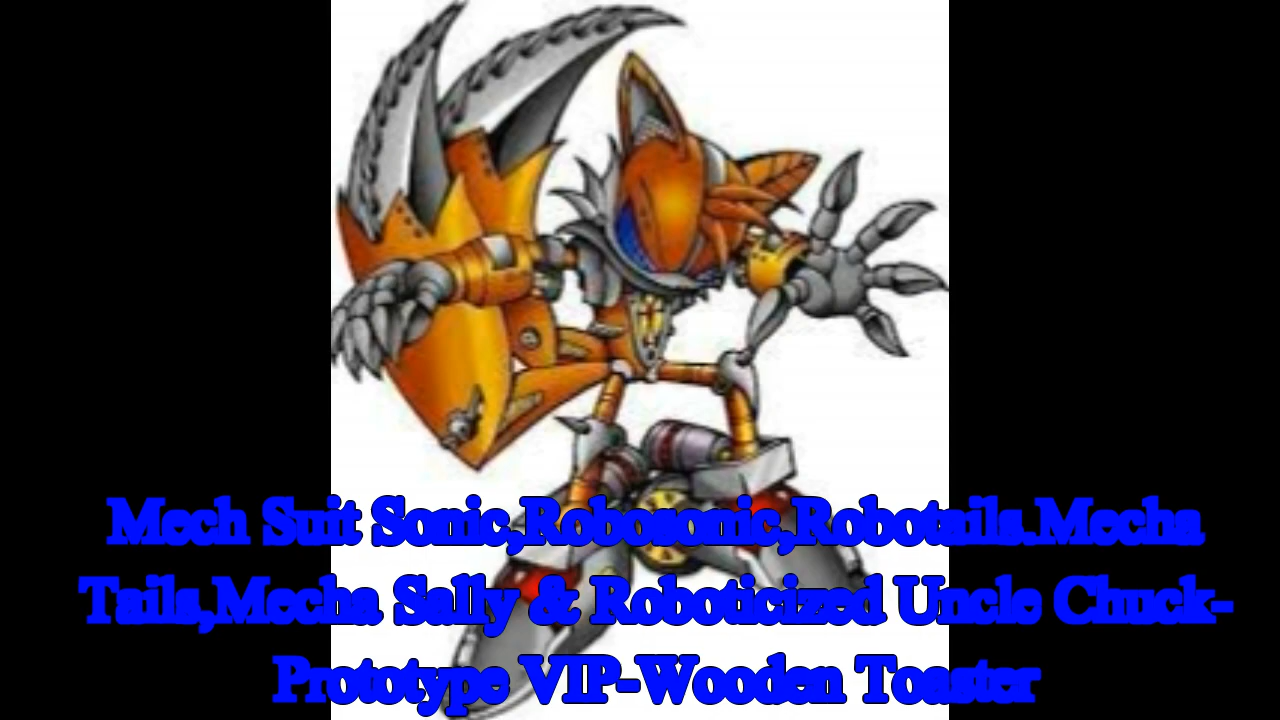 Mech Suit Sonic,Robosonic,Robotails.Mecha
Tails,Mecha Sally & Roboticized Uncle Chuck-
Prototype VIP-Wooden Toaster